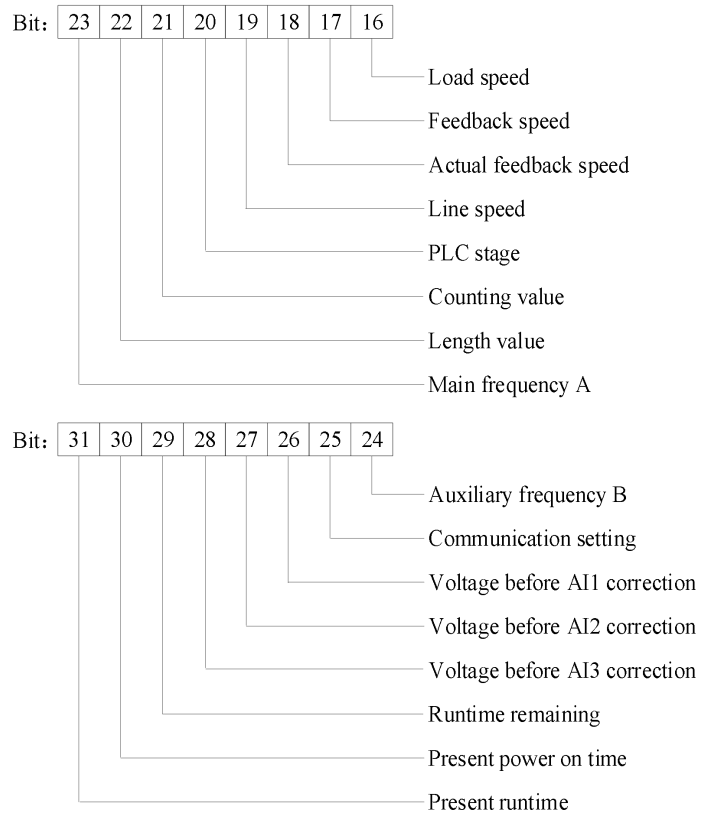 Bit: 23 22 21 20 19 18 17 16
Load speed
Feedback speed
Actual feedback speed
Line speed
PLC stage
Counting value
Length value
Main frequency A
Bit: 31 30 29 28 27 26 25 24
Auxiliary frequency B
Communication setting
Voltage before AI1 correction
Voltage before AI2 correction
Voltage before AI3 correction
Runtime remaining
Present power on time
Present runtime